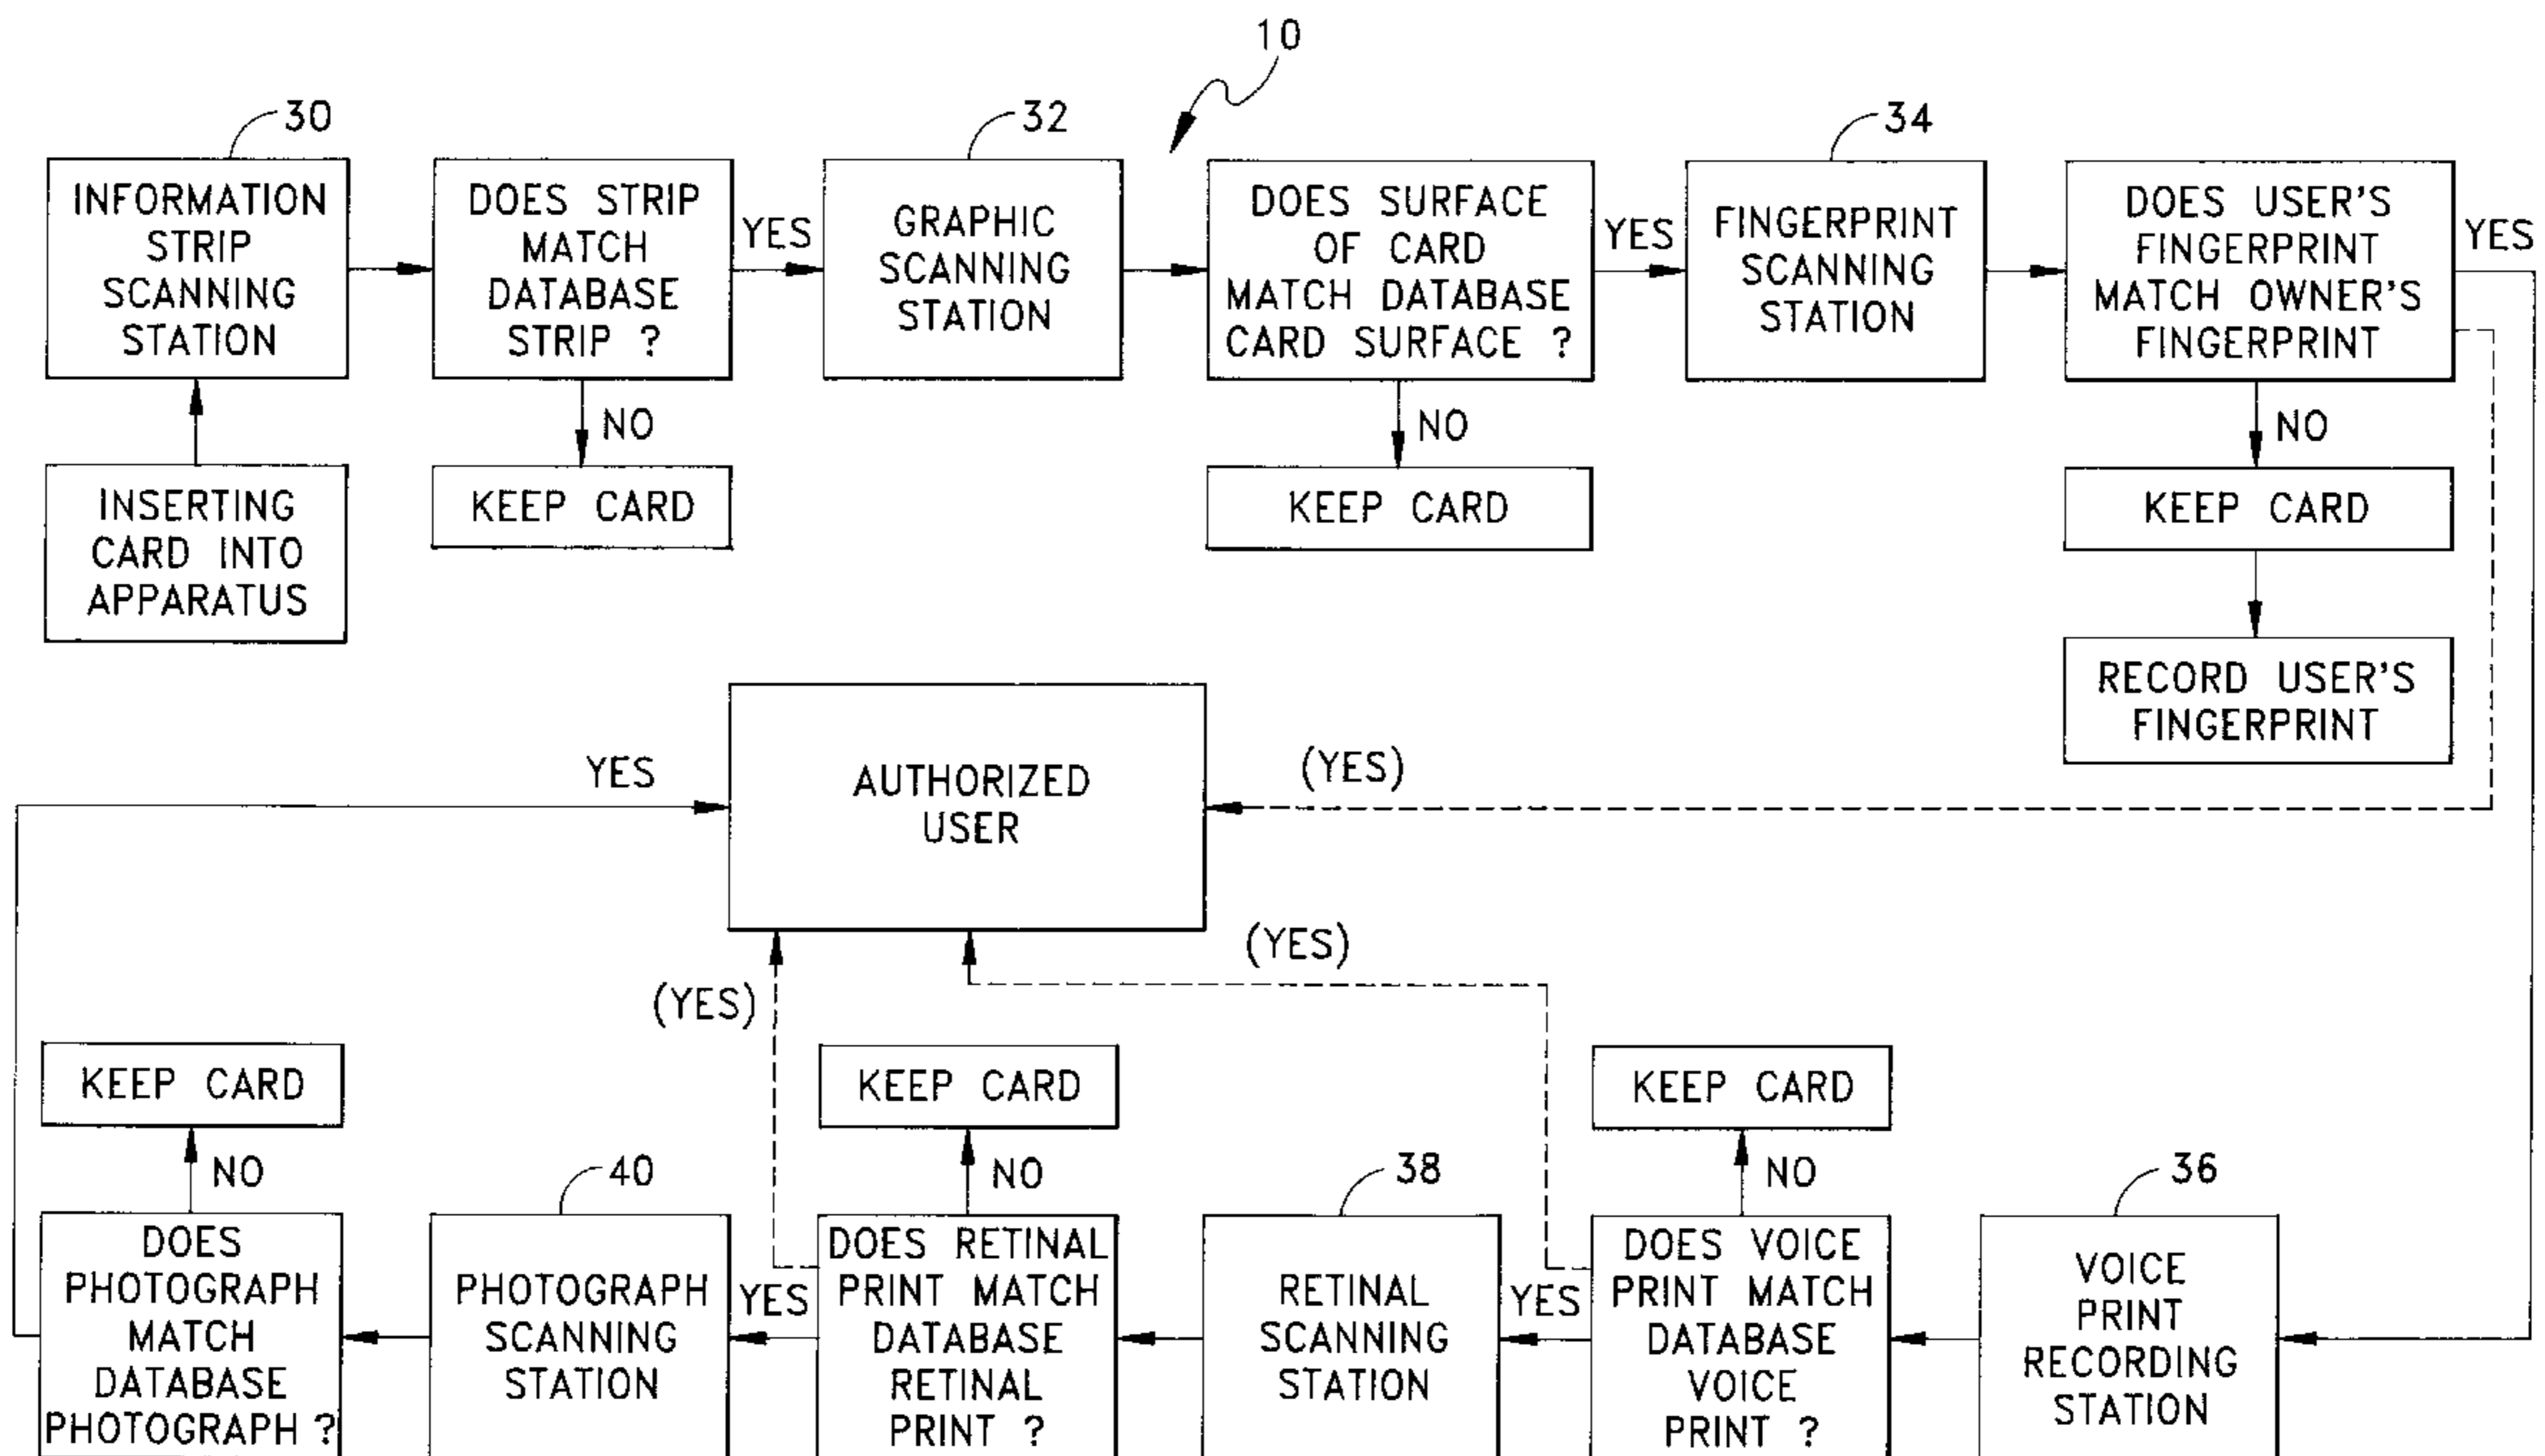 10
30
32
34
INFORMATION
STRIP
SCANNING
STATION
DOES STRIP
MATCH
DATABASE
STRIP ?
YES
GRAPHIC
SCANNING
STATION
DOES SURFACE
OF CARD
MATCH DATABASE
CARD SURFACE ?
YES
FINGERPRINT
SCANNING
STATION
DOES USER'S
FINGERPRINT
MATCH OWNER'S
FINGERPRINT
YES
NO
NO
NO
INSERTING
CARD INTO
APPARATUS
KEEP CARD
KEEP CARD
KEEP CARD
RECORD USER'S
FINGERPRINT
YES
AUTHORIZED
USER
(YES)
(YES)
(YES)
KEEP CARD
KEEP CARD
KEEP CARD
NO
40
NO
38
NO
36
DOES
PHOTOGRAPH
MATCH
DATABASE
PHOTOGRAPH ?
PHOTOGRAPH
SCANNING
STATION
YES
DOES RETINAL
PRINT MATCH
DATABASE
RETINAL
PRINT ?
RETINAL
SCANNING
STATION
YES
DOES VOICE
PRINT MATCH
DATABASE
VOICE
PRINT ?
VOICE
PRINT
RECORDING
STATION